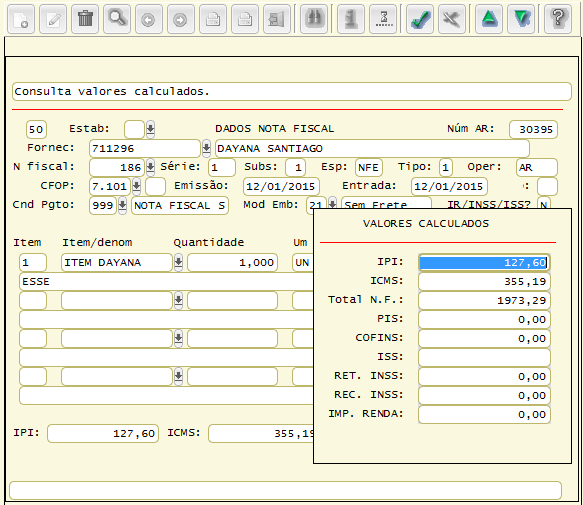 Consulta valores calculados.
50 Estab: DADOS NOTA FISCAL Núm AR: 30395
Fornec: 711296 DAYANA SANTIAGO
N fiscal: 186 Série: 1 Subs: 1 Esp: NFE Tipo: 1 Oper: AR
CFOP: 7.101 Emissão: 12/01/2015 Entrada: 12/01/2015 :
Cnd Pgto: 999 NOTA FISCAL S Mod Emb: 21 Sem Frete IR/INSS/ISS? N
Item Item/denom Quantidade Um
1 ITEM DAYANA 1,000 UN
ESSE
IPI: 127,60 ICMS: 355,19
VALORES CALCULADOS
IPI: 127,60
ICMS: 355,19
Total N.F.: 1973,29
PIS: 0,00
COFINS: 0,00
ISS:
RET. INSS: 0,00
REC. INSS: 0,00
IMP. RENDA: 0,00